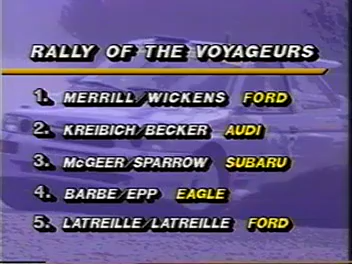 RALLY OF THE VOYAGEURS
1. MERRILL/WICKENS FORD
2. KREIBICH/BECKER AUDI
3. McGEER/SPARROW SUBARU
4. BARBE/EPP EAGLE
5. LATREILLE/LATREILLE FORD